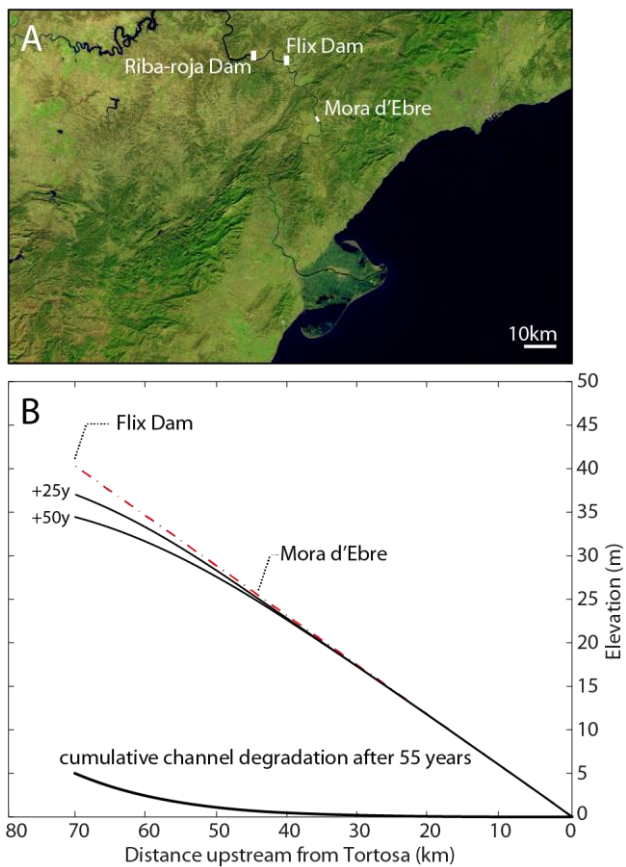 A
Riba-roja Dam
Flix Dam
Mora d'Ebre
10km
B
Flix Dam
+25y
+50y
Mora d'Ebre
cumulative channel degradation after 55 years
50
45
40
35
30
25
20
15
10
5
0
Elevation (m)
80 70 60 50 40 30 20 10 0
Distance upstream from Tortosa (km)